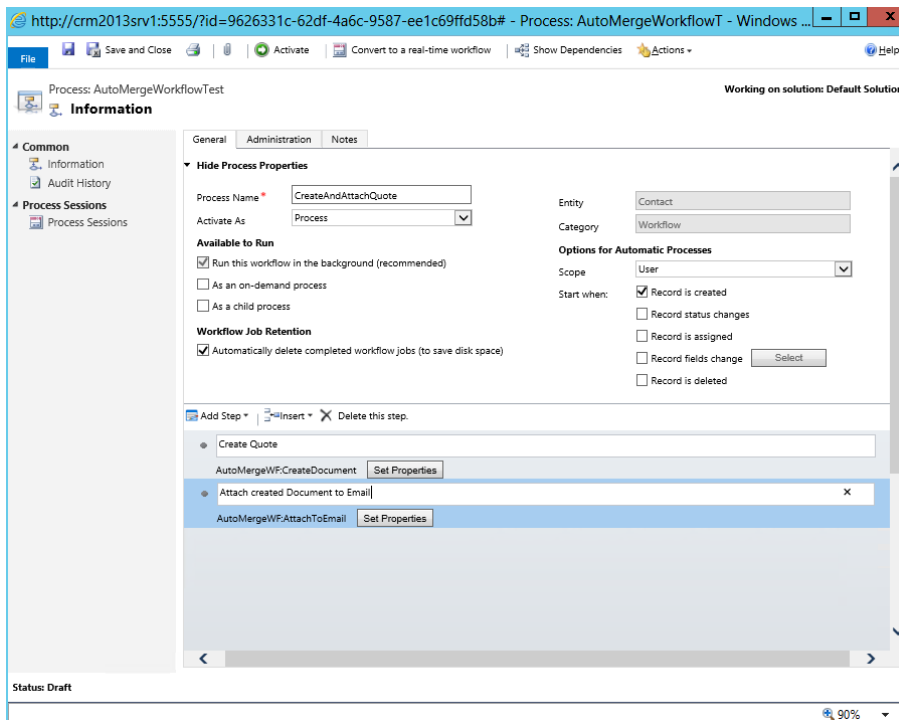 http://crm2013srv1:5555/?id=9626331c-62df-4a6c-9587-ee1c69ffd58b# - Process: AutoMergeWorkflowT - Windows ...
File Save and Close Activate Convert to a real-time workflow Show Dependencies Actions Help
Process: AutoMergeWorkflowTest
Information
Working on solution: Default Solution
Common
Information
Audit History
Process Sessions
Process Sessions
General Administration Notes
Hide Process Properties
Process Name * CreateAndAttachQuote
Activate As Process
Available to Run
Run this workflow in the background (recommended)
As an on-demand process
As a child process
Workflow Job Retention
Automatically delete completed workflow jobs (to save disk space)
Entity Contact
Category Workflow
Options for Automatic Processes
Scope User
Start when: Record is created
Record status changes
Record is assigned
Record fields change Select
Record is deleted
Add Step Insert Delete this step.
Create Quote
AutoMergeWF:CreateDocument Set Properties
Attach created Document to Email
AutoMergeWF:AttachToEmail Set Properties
Status: Draft
90%